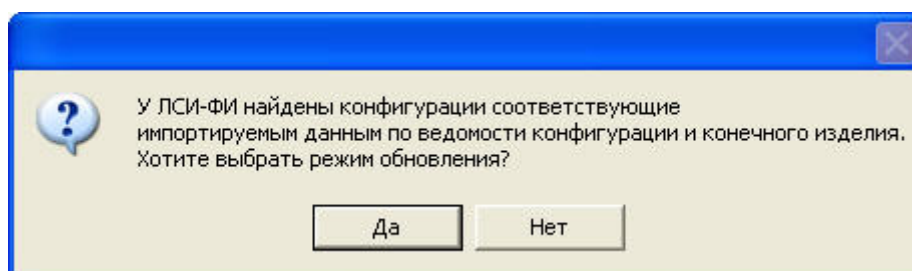 У ЛСИ-ФИ найдены конфигурации соответствующие
импортируемым данным по ведомости конфигурации и конечного изделия.
Хотите выбрать режим обновления?
Да Нет